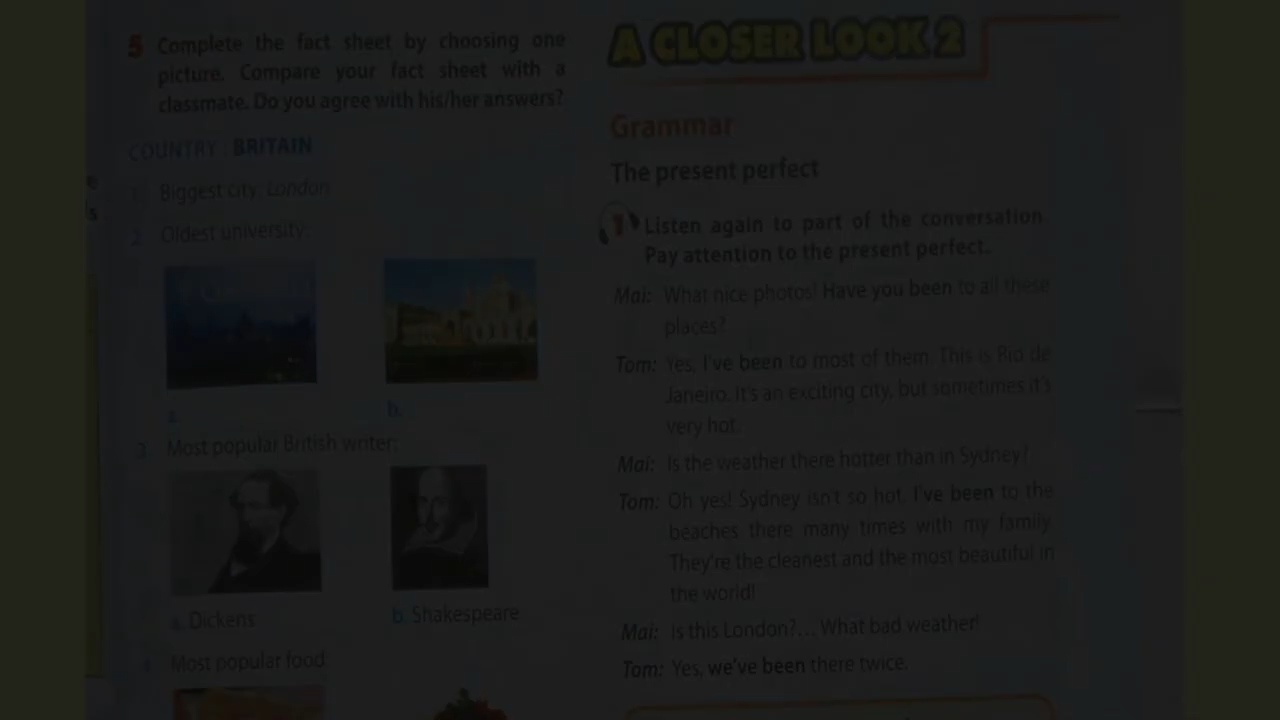 5 Complete the fact sheet by choosing one
picture. Compare your fact sheet with a
classmate. Do you agree with his/her answers?
COUNTRY : BRITAIN
1. Biggest city: London
2. Oldest university:
a.
b.
3. Most popular British writer:
a. Dickens
b. Shakespeare
4. Most popular food:
A CLOSER LOOK 2
Grammar
The present perfect
1 Listen again to part of the conversation.
Pay attention to the present perfect.
Mai: What nice photos! Have you been to all these
places?
Tom: Yes, I've been to most of them. This is Rio de
Janeiro. It's an exciting city, but sometimes it's
very hot.
Mai: Is the weather there hotter than in Sydney?
Tom: Oh yes! Sydney isn't so hot. I've been to the
beaches there many times with my family.
They're the cleanest and the most beautiful in
the world!
Mai: Is this London?... What bad weather!
Tom: Yes, we've been there twice.